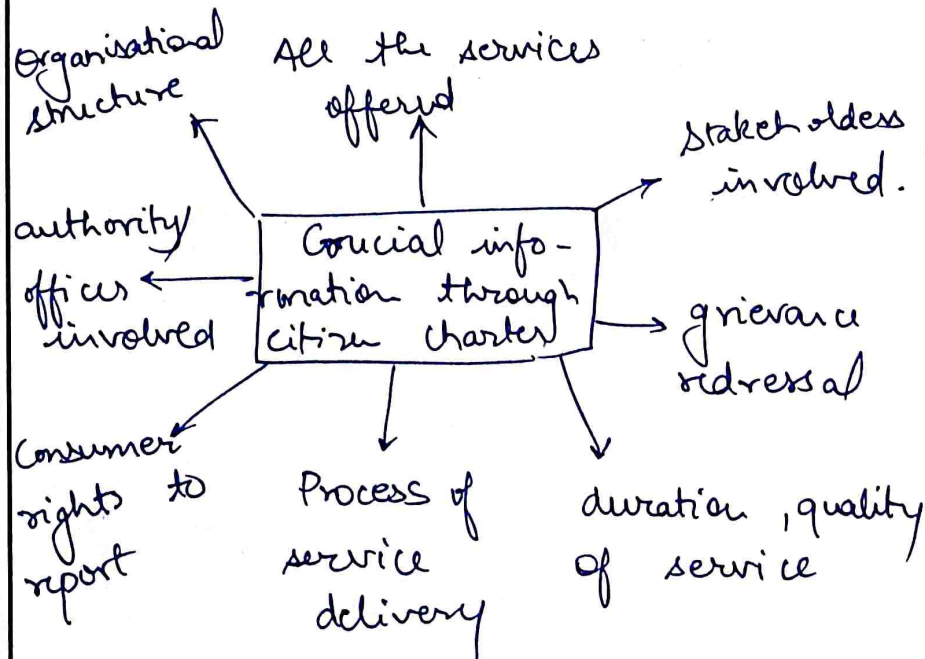 Organisational
structure
All the services
offered
stakeholdess
involved.
authority
offices
involved
Crucial info-
rmation through
citizen charter
grievance
redressal
Consumer
rights to
report
Process of
service
delivery
duration, quality
of service